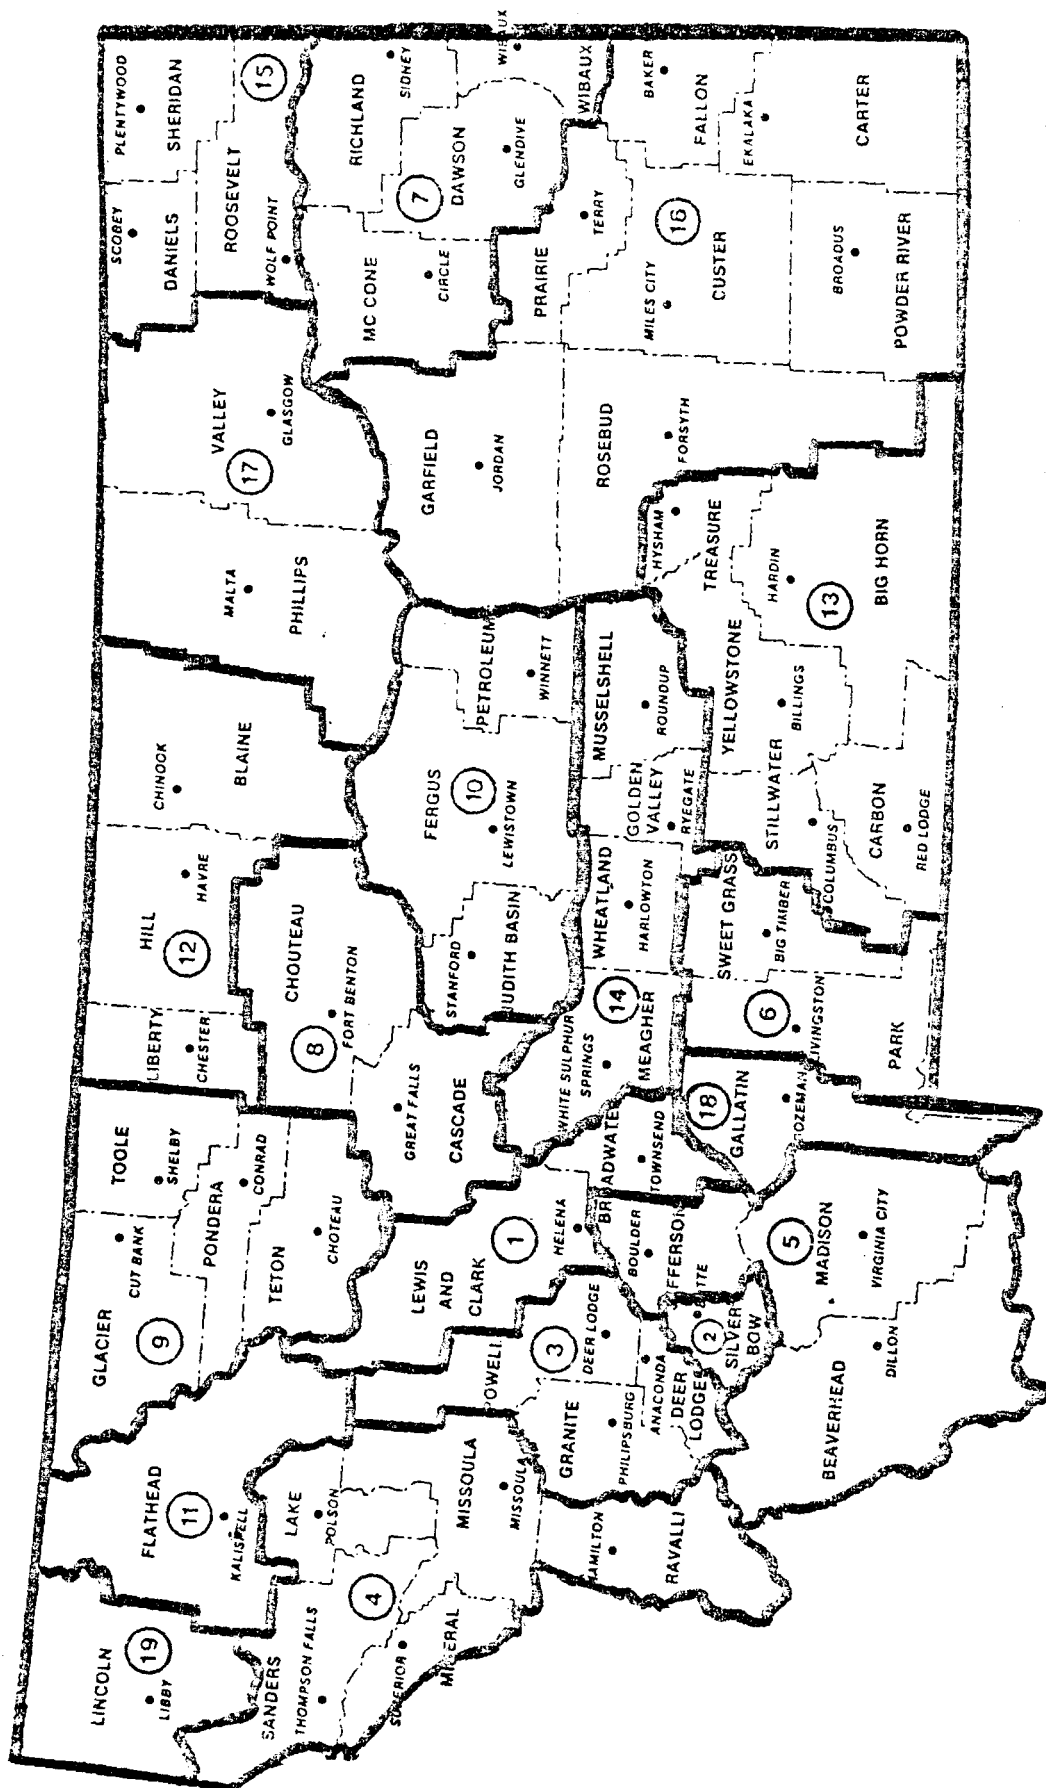 LINCOLN
19
LIBBY
SANDERS
THOMPSON FALLS
SUPERIOR
MINERAL
FLATHEAD
11
KALISPELL
LAKE
POLSON
4
MISSOULA
MISSOULA
HAMILTON
RAVALLI
GLACIER
CUT BANK
9
TOOLE
SHELBY
PONDERA
CONRAD
TETON
CHOTEAU
LEWIS
AND
CLARK
1
HELENA
POWELL
3
DEER LODGE
GRANITE
PHILIPSBURG
ANACONDA
DEER
LODGE
2
SILVER
BOW
BOULDER
BROADWATER
TOWNSEND
BEAVERHEAD
DILLON
5
MADISON
VIRGINIA CITY
18
GALLATIN
LIBERTY
CHESTER
HILL
12
HAVRE
CHINOOK
BLAINE
8
CHOUTEAU
FORT BENTON
GREAT FALLS
CASCADE
STANFORD
JUDITH BASIN
FERGUS
10
LEWISTOWN
PETROLEUM
WINNETT
WHITE SULPHUR
SPRINGS
14
MEAGHER
WHEATLAND
HARLOWTON
GOLDEN
VALLEY
RYEGATE
MUSSELSHELL
ROUNDUP
6
LIVINGSTON
PARK
SWEET GRASS
BIG TIMBER
STILLWATER
COLUMBUS
CARBON
RED LODGE
YELLOWSTONE
BILLINGS
TREASURE
HYSHAM
HARDIN
13
BIG HORN
MALTA
PHILLIPS
VALLEY
17
GLASGOW
GARFIELD
JORDAN
ROSEBUD
FORSYTH
SCOBEY
DANIELS
PLENTYWOOD
SHERIDAN
ROOSEVELT
15
WOLF POINT
RICHLAND
SIDNEY
MC CONE
CIRCLE
7
DAWSON
GLENDIVE
WIBAUX
WIBAUX
PRAIRIE
TERRY
MILES CITY
16
CUSTER
BAKER
FALLON
EKALAKA
CARTER
BROADUS
POWDER RIVER